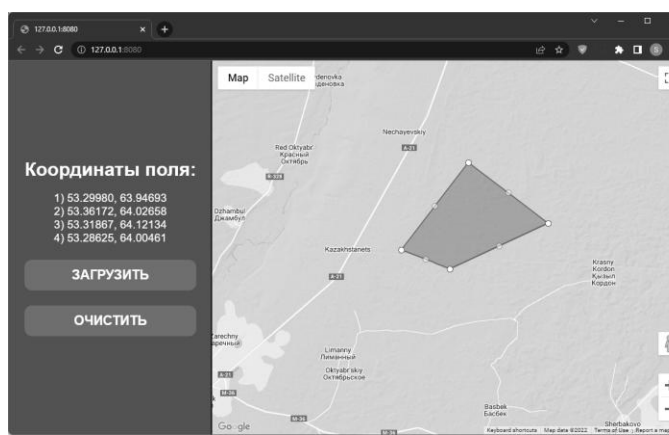 127.0.0.1:8080
127.0.0.1:8080
Координаты поля:
1) 53.29980, 63.94693
2) 53.36172, 64.02658
3) 53.31867, 64.12134
4) 53.28625, 64.00461
ЗАГРУЗИТЬ
ОЧИСТИТЬ
Map Satellite
Nechayevskiy
A-21
Red Oktyabr'
Красный
Октябрь
Dzhambul
Джамбул
Kazakhstanets
A-21
Krasny
Kordon
Қызыл
Кордон
Zarechny
Limanny
Лиманный
Oktyabr'skiy
Октябрьское
A-21
M-36
M-36
Basbek
Басбек
Sherbakovo
Google
Keyboard shortcuts Map data ©2022 Terms of Use Report a map